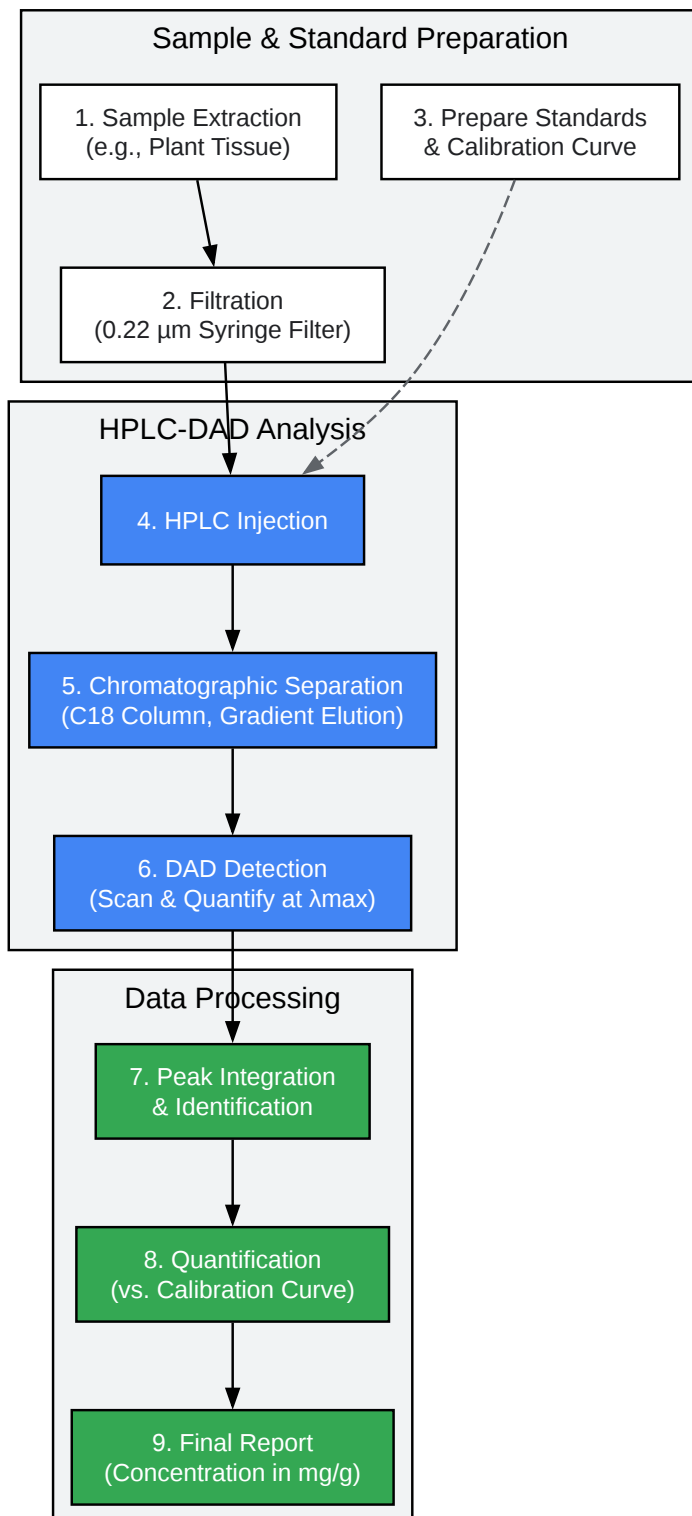 Sample & Standard Preparation
1. Sample Extraction
(e.g., Plant Tissue)
3. Prepare Standards
& Calibration Curve
2. Filtration
(0.22 µm Syringe Filter)
HPLC-DAD Analysis
4. HPLC Injection
5. Chromatographic Separation
(C18 Column, Gradient Elution)
6. DAD Detection
(Scan & Quantify at λmax)
Data Processing
7. Peak Integration
& Identification
8. Quantification
(vs. Calibration Curve)
9. Final Report
(Concentration in mg/g)